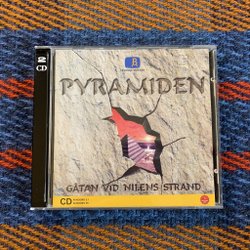 2 CD
PYRAMIDEN
GÅTAN VID NILENS STRAND
CD